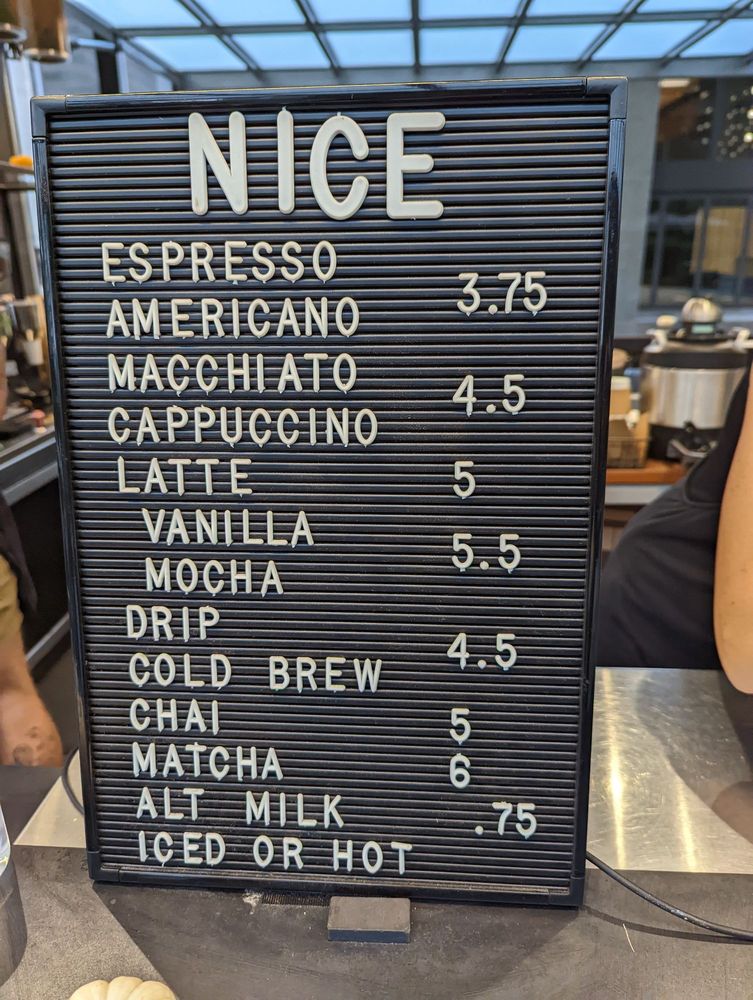 NICE
ESPRESSO
3.75
AMERICANO
MACCHIATO
4.5
CAPPUCCINO
LATTE 5
VANILLA
5.5
MOCHA
DRIP
4.5
COLD BREW
CHAI 5
MATCHA 6
ALT MILK .75
ICED OR HOT